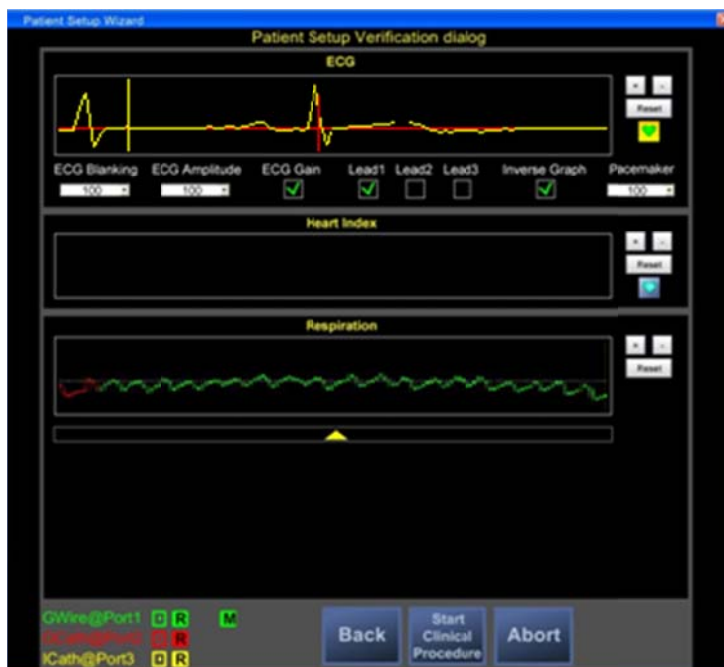 Patient Setup Wizard
Patient Setup Verification dialog
ECG
+ -
Reset
ECG Blanking ECG Amplitude ECG Gain Lead1 Lead2 Lead3 Inverse Graph Pacemaker
100 100 100
Heart Index
+ -
Reset
Respiration
+ -
Reset
GWire@Port1 D R M
R
ICath@Port3 D R
Back
Start
Clinical
Procedure
Abort